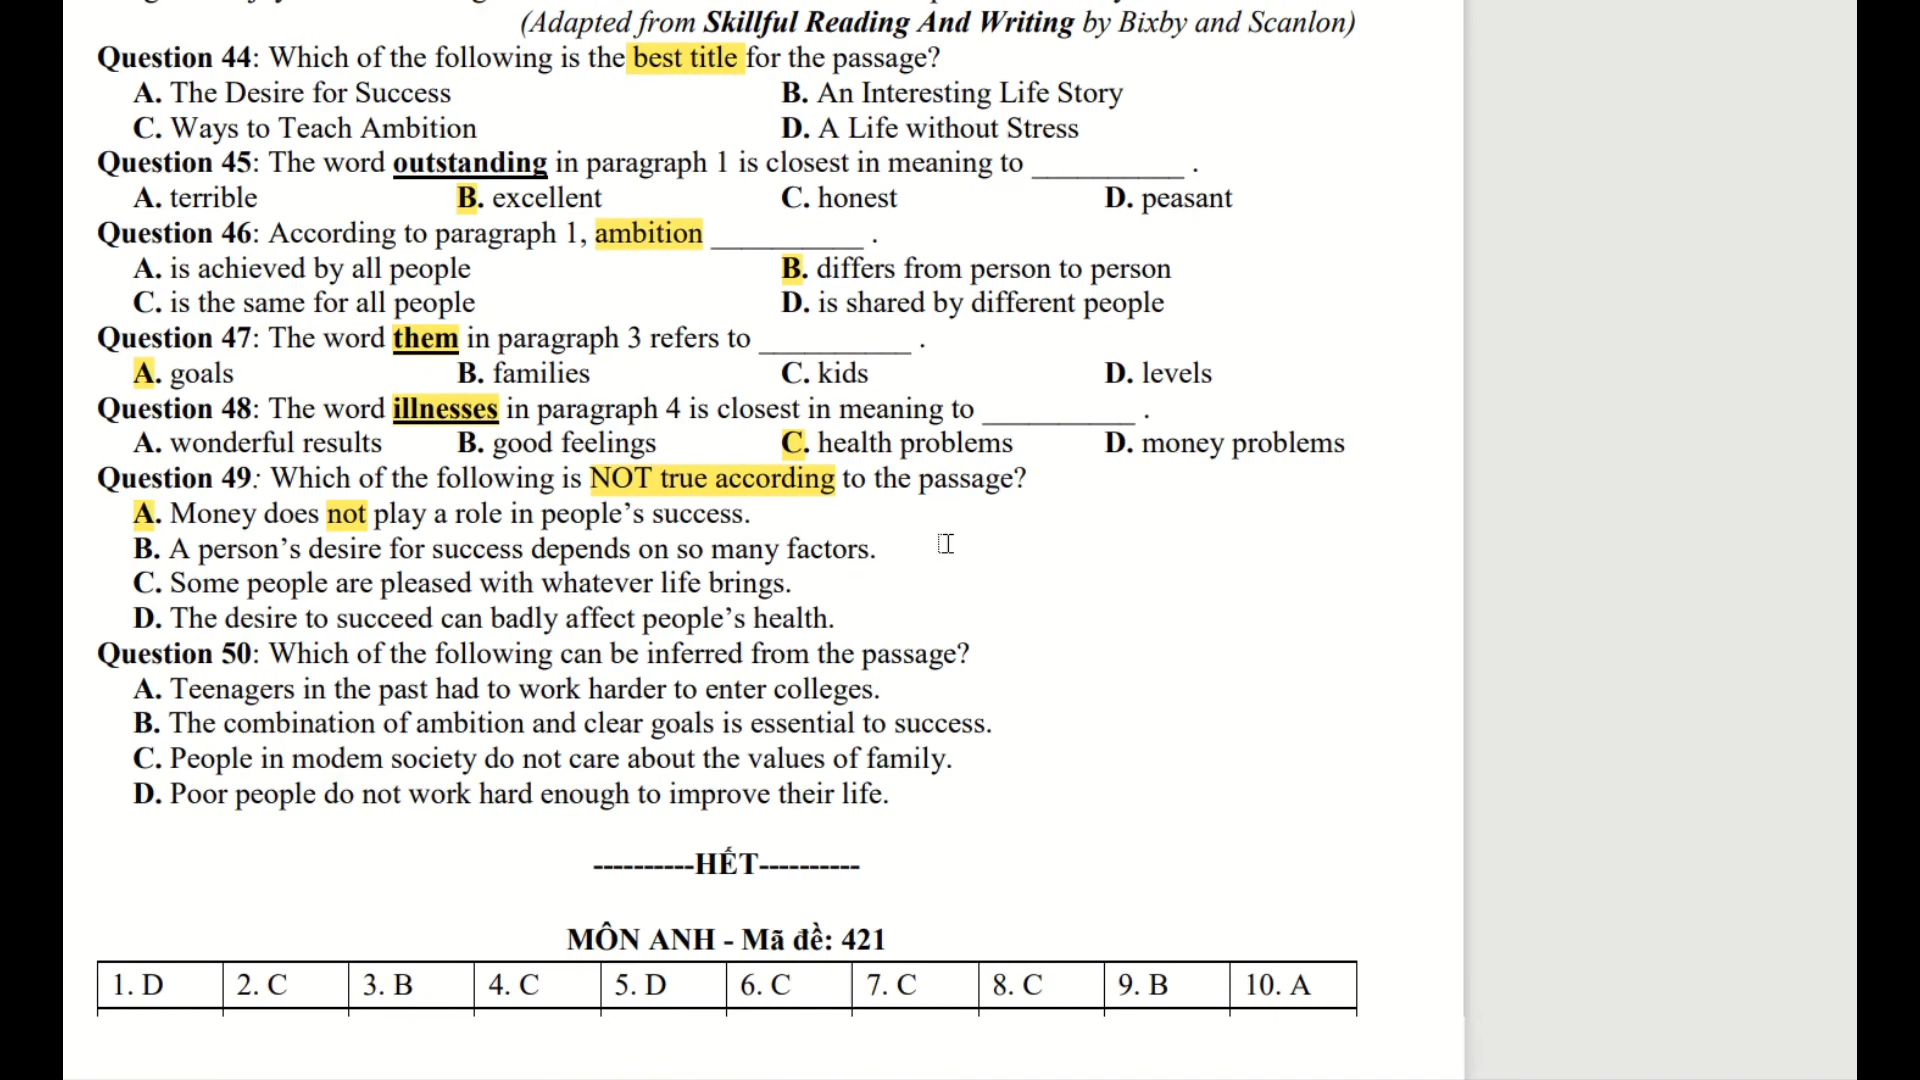 (Adapted from Skillful Reading And Writing by Bixby and Scanlon)
Question 44: Which of the following is the best title for the passage?
A. The Desire for Success B. An Interesting Life Story
C. Ways to Teach Ambition D. A Life without Stress
Question 45: The word outstanding in paragraph 1 is closest in meaning to __________ .
A. terrible B. excellent C. honest D. peasant
Question 46: According to paragraph 1, ambition __________ .
A. is achieved by all people B. differs from person to person
C. is the same for all people D. is shared by different people
Question 47: The word them in paragraph 3 refers to __________ .
A. goals B. families C. kids D. levels
Question 48: The word illnesses in paragraph 4 is closest in meaning to __________ .
A. wonderful results B. good feelings C. health problems D. money problems
Question 49: Which of the following is NOT true according to the passage?
A. Money does not play a role in people’s success.
B. A person’s desire for success depends on so many factors.
C. Some people are pleased with whatever life brings.
D. The desire to succeed can badly affect people’s health.
Question 50: Which of the following can be inferred from the passage?
A. Teenagers in the past had to work harder to enter colleges.
B. The combination of ambition and clear goals is essential to success.
C. People in modem society do not care about the values of family.
D. Poor people do not work hard enough to improve their life.
----------HẾT----------
MÔN ANH - Mã đề: 421
1. D 2. C 3. B 4. C 5. D 6. C 7. C 8. C 9. B 10. A